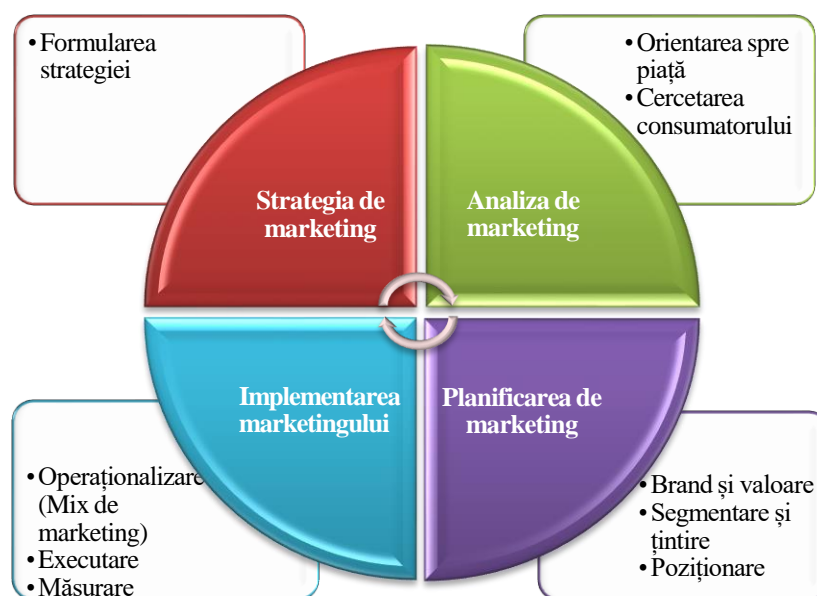 • Formularea
strategiei
• Orientarea spre
piață
• Cercetarea
consumatorului
Strategia de
marketing
Analiza de
marketing
Implementarea
marketingului
Planificarea de
marketing
• Operaționalizare
(Mix de
marketing)
• Executare
• Măsurare
• Brand și valoare
• Segmentare și
țintire
• Poziționare